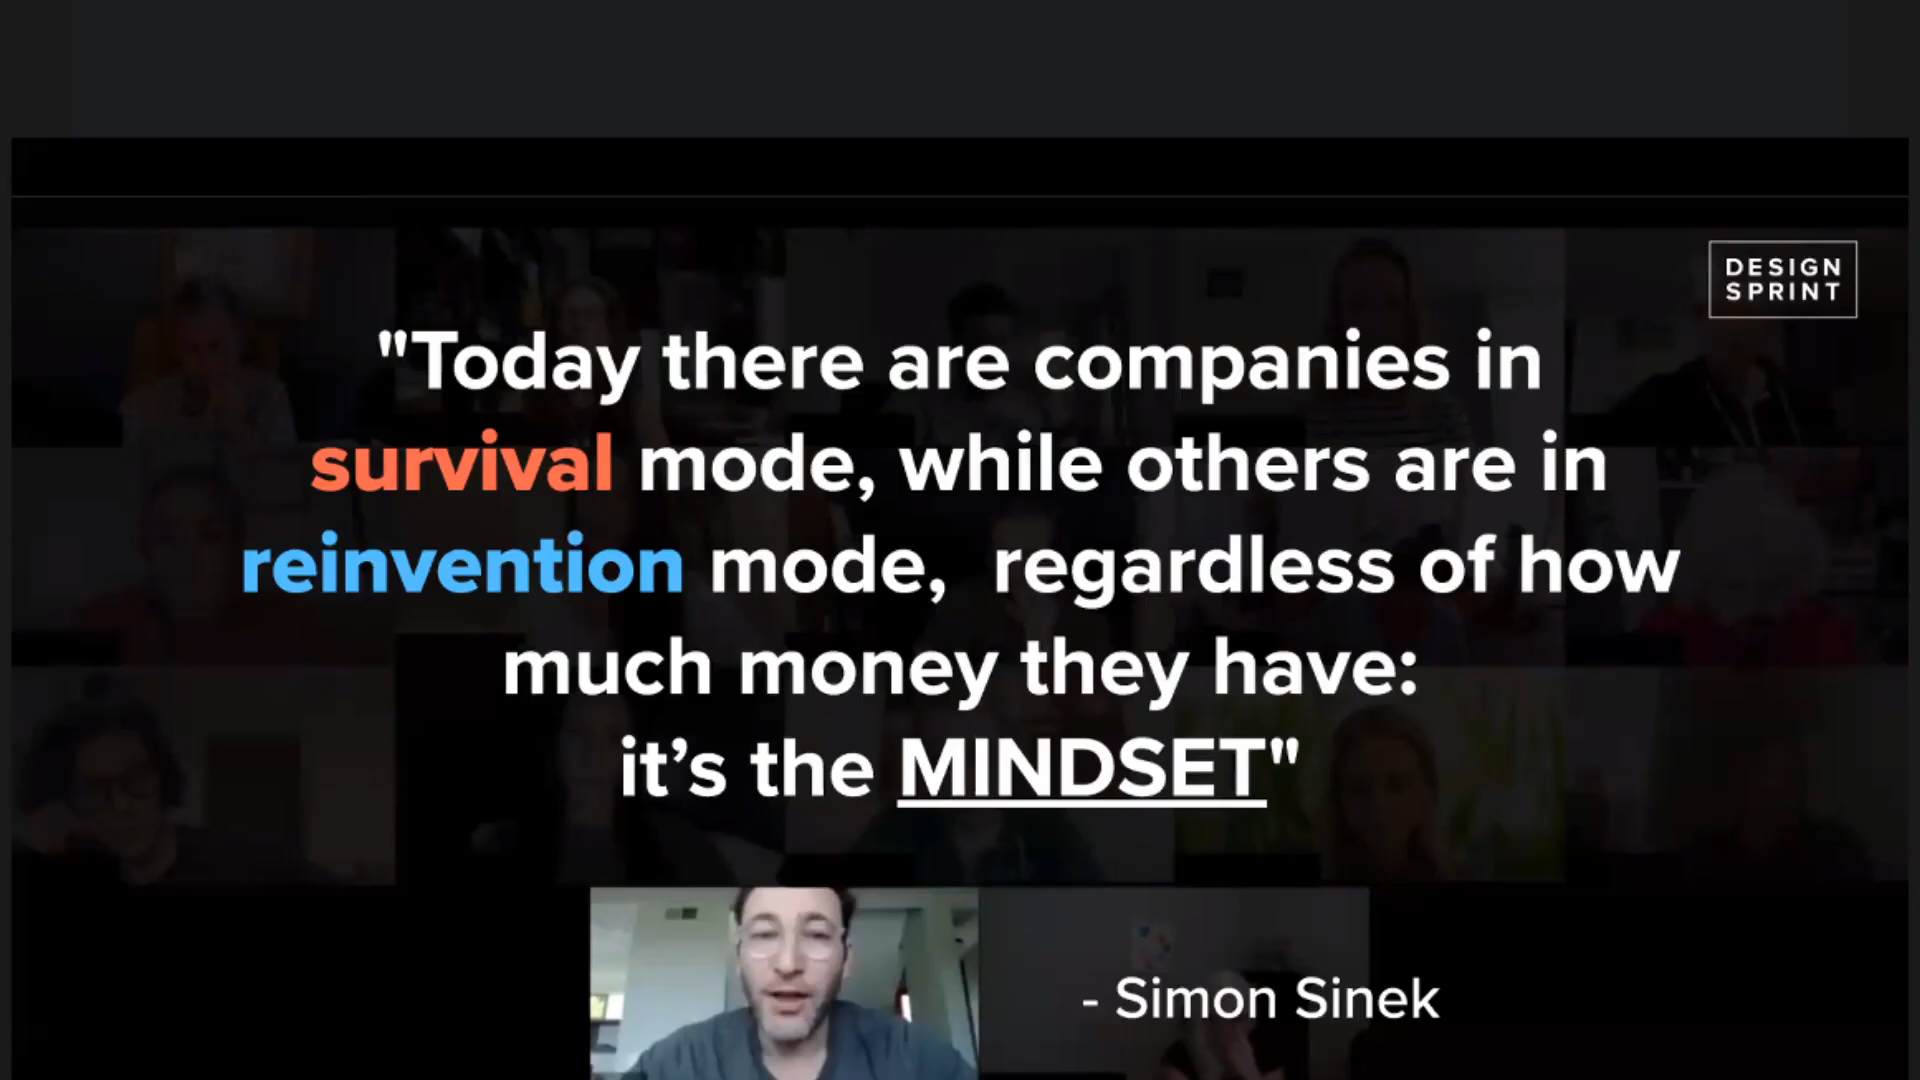 DESIGN
SPRINT
"Today there are companies in
survival mode, while others are in
reinvention mode,  regardless of how
much money they have:
it’s the MINDSET"
- Simon Sinek